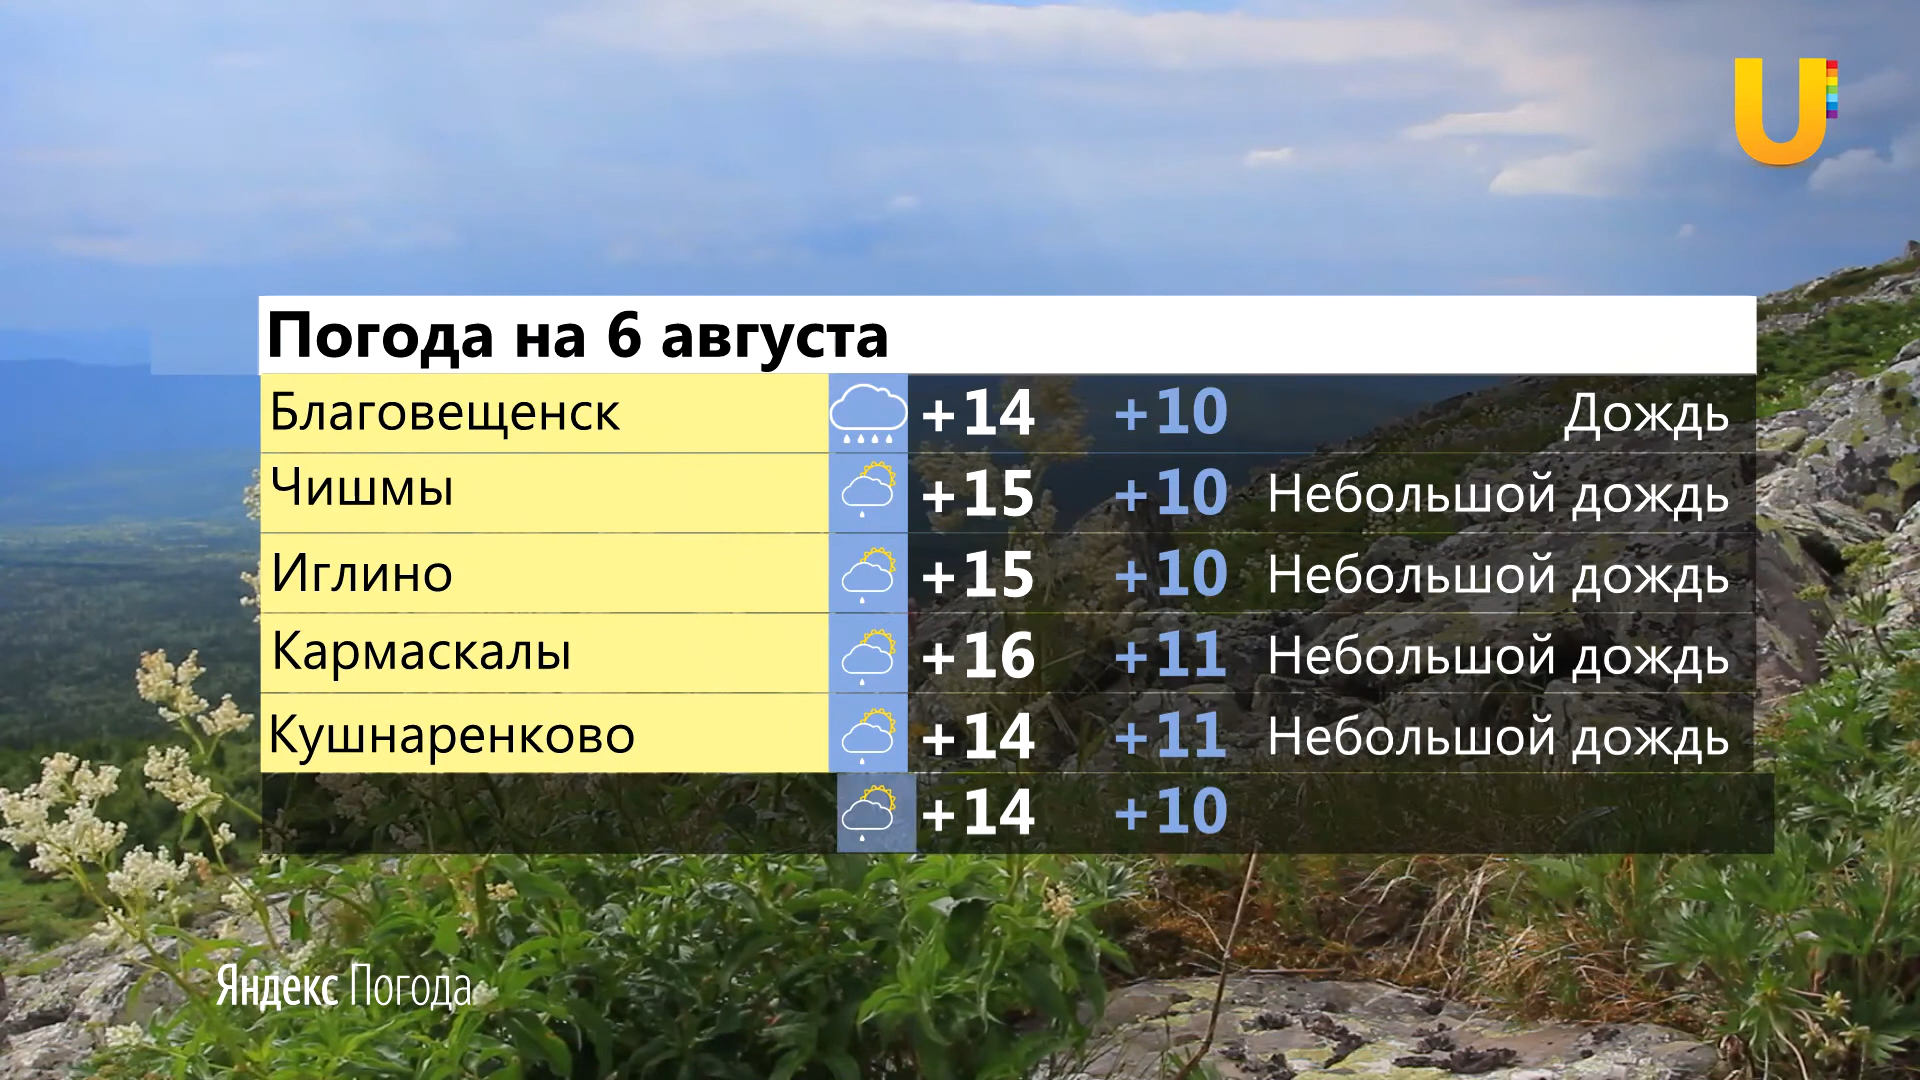 U
Погода на 6 августа
Благовещенск +14 +10 Дождь
Чишмы +15 +10 Небольшой дождь
Иглино +15 +10 Небольшой дождь
Кармаскалы +16 +11 Небольшой дождь
Кушнаренково +14 +11 Небольшой дождь
+14 +10
Яндекс Погода